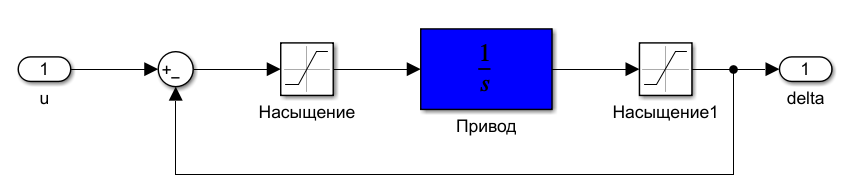 1
u
+
−
Насыщение
1
s
Привод
Насыщение1
1
delta